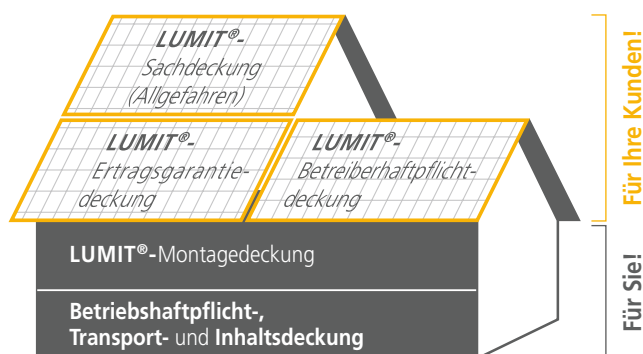 LUMIT®-
Sachdeckung
(Allgefahren)
LUMIT®-
Ertragsgarantie-
deckung
LUMIT®-
Betreiberhaftpflicht-
deckung
Für Ihre Kunden!
LUMIT®-Montagedeckung
Betriebshaftpflicht-,
Transport- und Inhaltsdeckung
Für Sie!